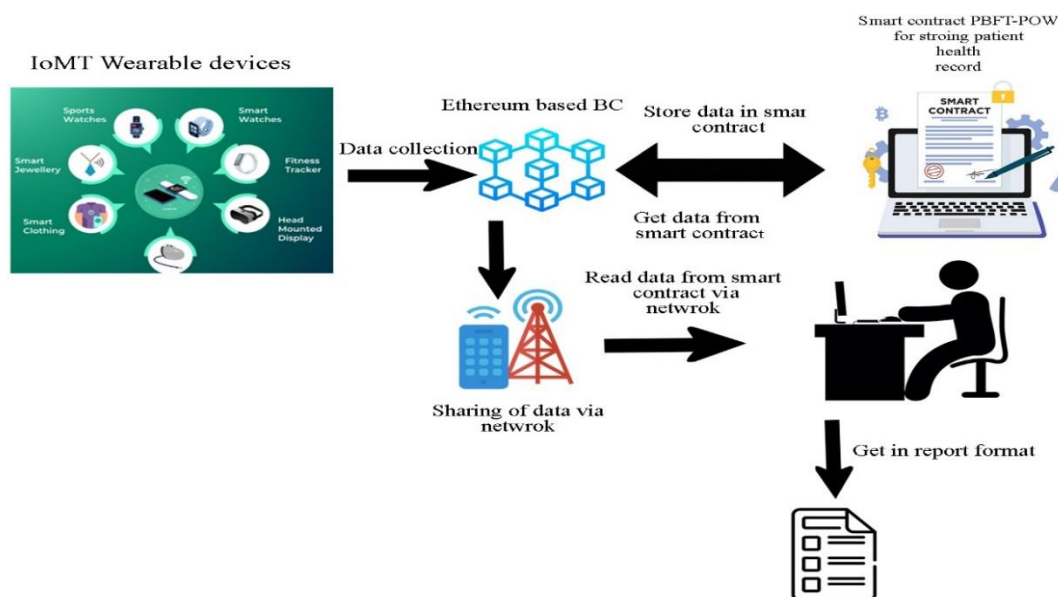 Smart contract PBFT-POW
for stroing patient
health
record
IoMT Wearable devices
Sports
Watches
Smart
Watches
Smart
Jewellery
Fitness
Tracker
Smart
Clothing
Head
Mounted
Display
Data collection
Ethereum based BC
Store data in smar
contract
Get data from
smart contract
SMART
CONTRACT
Read data from smart
contract via
netwrok
Sharing of data via
netwrok
Get in report format